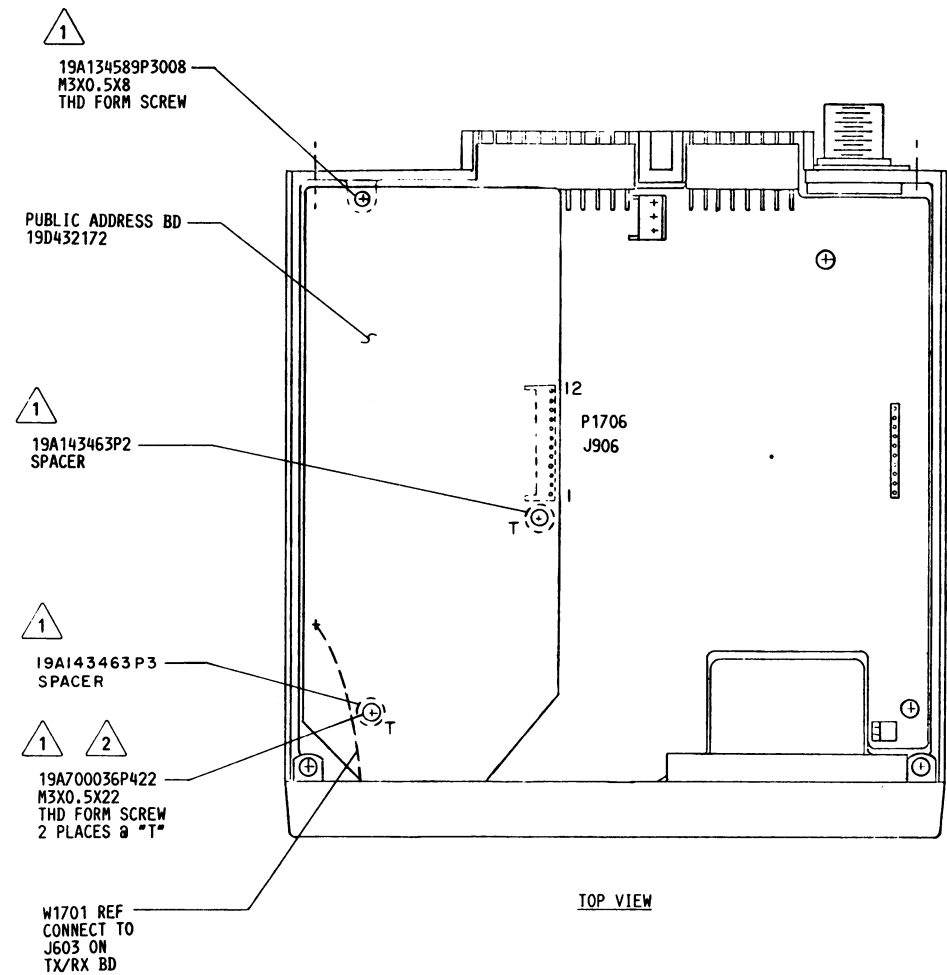 1
19A134589P3008
M3X0.5X8
THD FORM SCREW
PUBLIC ADDRESS BD
19D432172
12
P1706
J906
1
19A143463P2
SPACER
1
T
1
19A143463P3
SPACER
T
1 2
19A700036P422
M3X0.5X22
THD FORM SCREW
2 PLACES @ "T"
W1701 REF
CONNECT TO
J603 ON
TX/RX BD
TOP VIEW